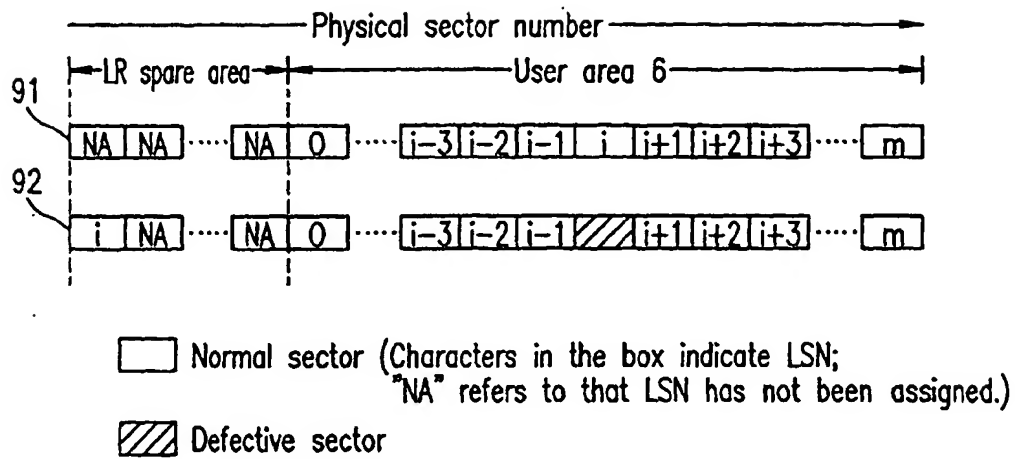 Physical sector number
LR spare area User area 6
91
NA NA ····· NA 0 ····· i-3 i-2 i-1 i i+1 i+2 i+3 ····· m
92
i NA ····· NA 0 ····· i-3 i-2 i-1 i+1 i+2 i+3 ····· m
Normal sector (Characters in the box indicate LSN;
"NA" refers to that LSN has not been assigned.)
Defective sector